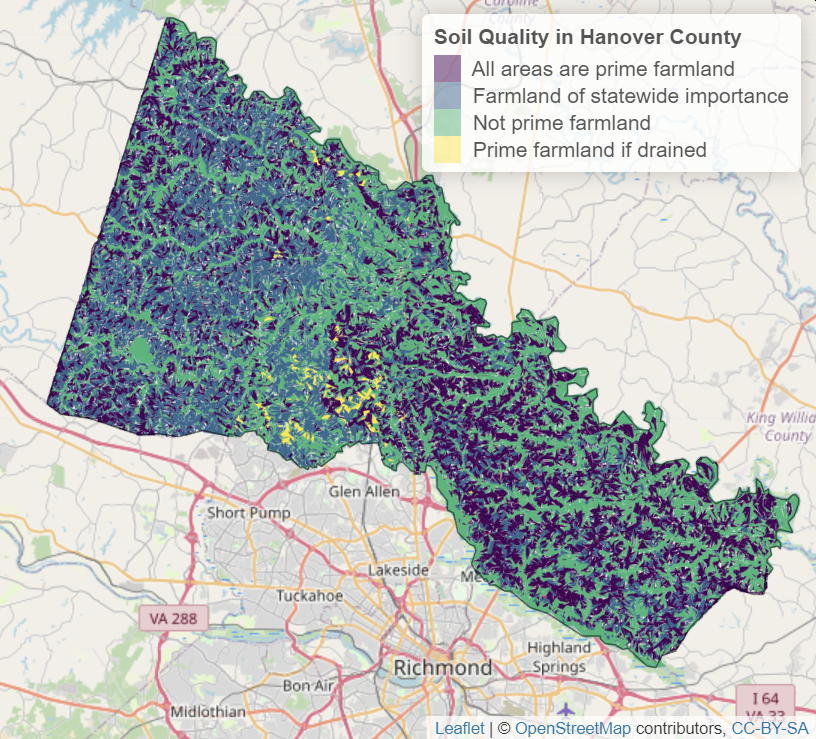 Caroline
County
Soil Quality in Hanover County
All areas are prime farmland
Farmland of statewide importance
Not prime farmland
Prime farmland if drained
King Willia
County
Glen Allen
Short Pump
Lakeside
Me
Tuckahoe
VA 288
Highland
Springs
Richmond
Bon Air
I 64
VA 33
Midlothian
Leaflet | © OpenStreetMap contributors, CC-BY-SA